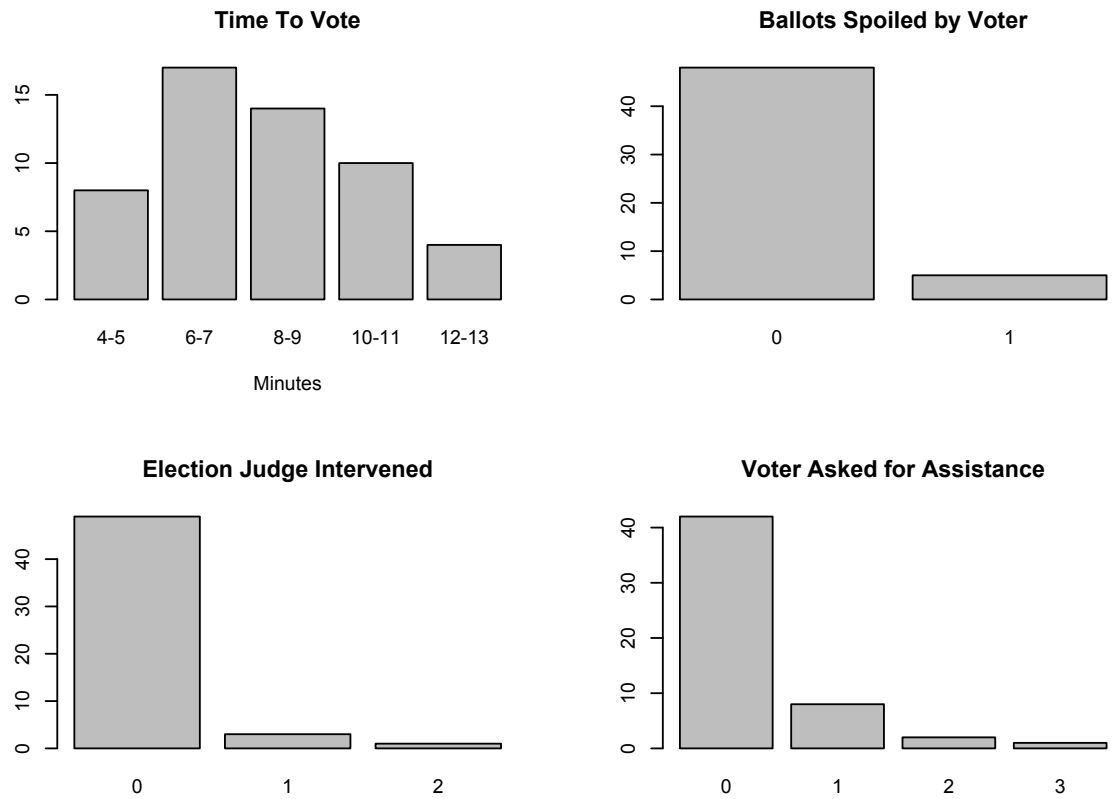 Time To Vote
15
10
5
0
4-5 6-7 8-9 10-11 12-13
Minutes
Ballots Spoiled by Voter
40
30
20
10
0
0 1
Election Judge Intervened
40
30
20
10
0
0 1 2
Voter Asked for Assistance
40
30
20
10
0
0 1 2 3